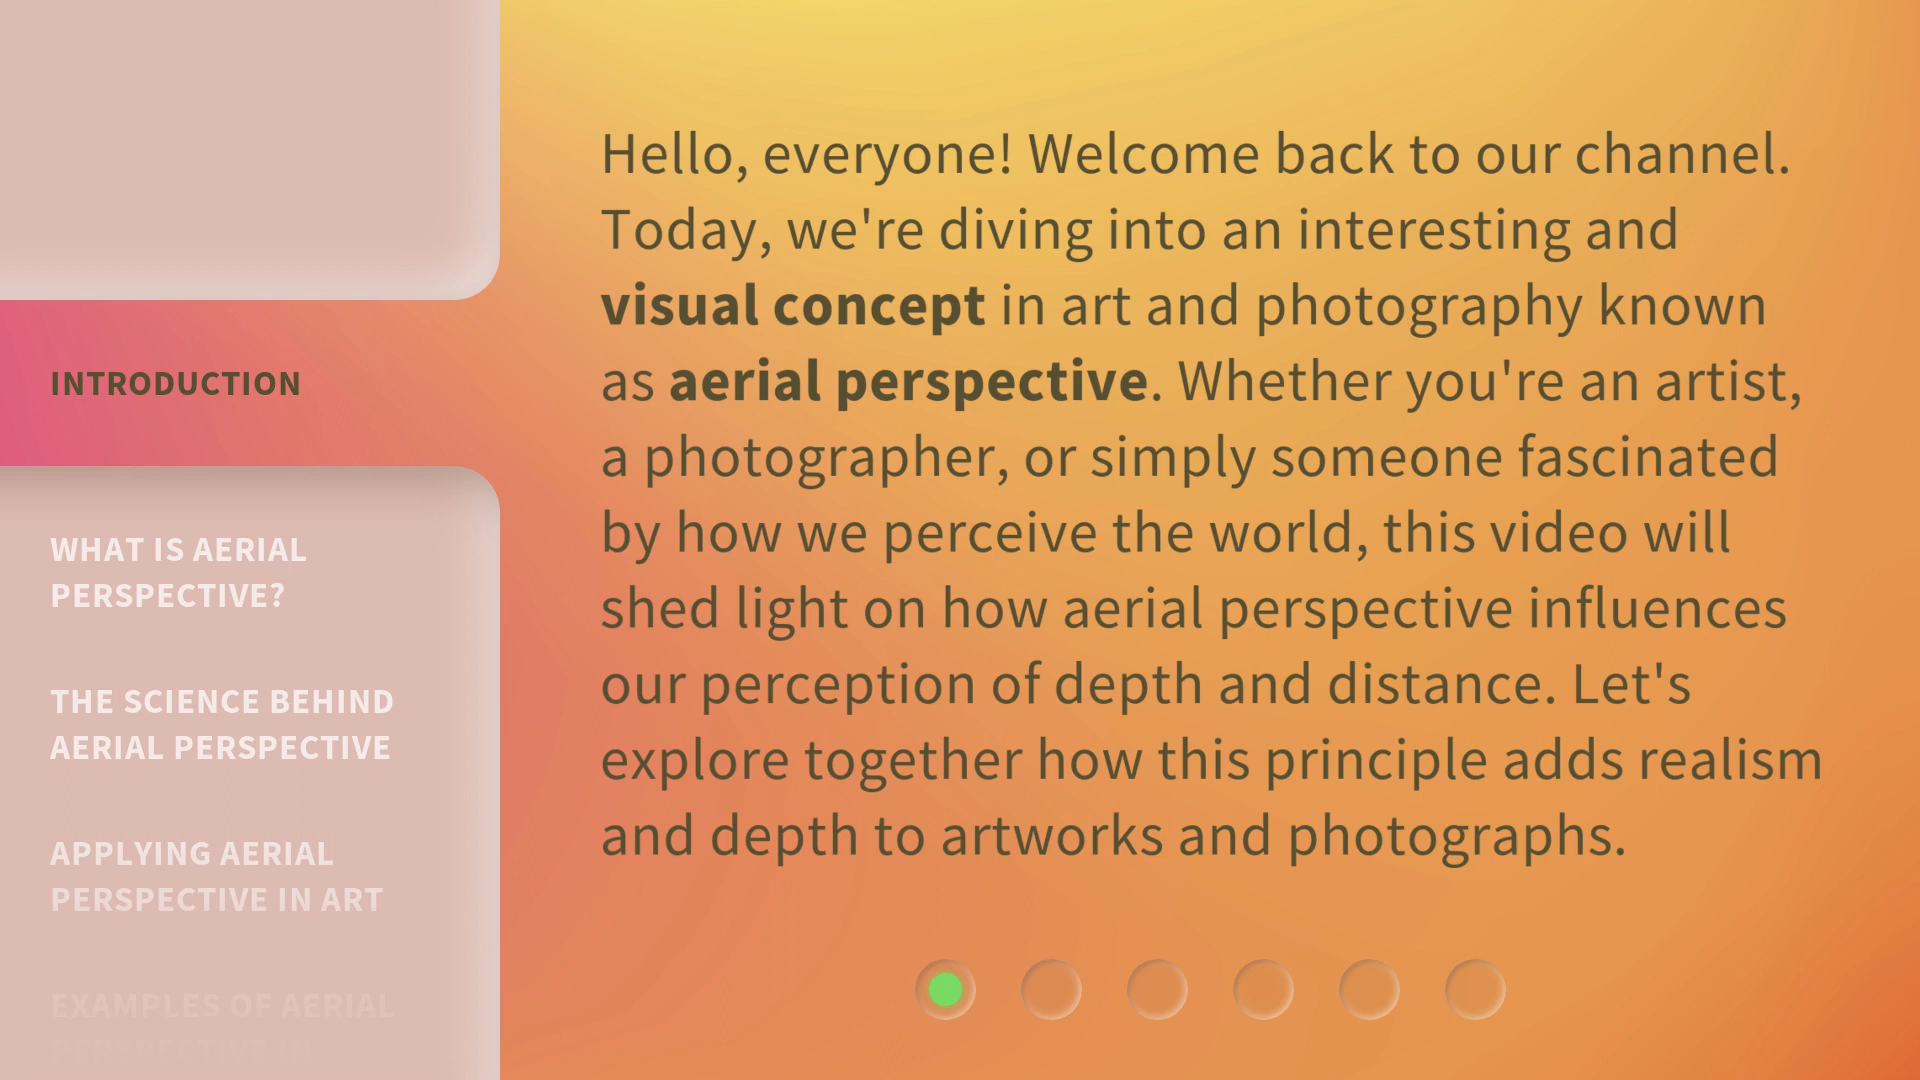 INTRODUCTION
WHAT IS AERIAL
PERSPECTIVE?
THE SCIENCE BEHIND
AERIAL PERSPECTIVE
APPLYING AERIAL
PERSPECTIVE IN ART
EXAMPLES OF AERIAL
PERSPECTIVE IN
Hello, everyone! Welcome back to our channel.
Today, we're diving into an interesting and
visual concept in art and photography known
as aerial perspective. Whether you're an artist,
a photographer, or simply someone fascinated
by how we perceive the world, this video will
shed light on how aerial perspective influences
our perception of depth and distance. Let's
explore together how this principle adds realism
and depth to artworks and photographs.